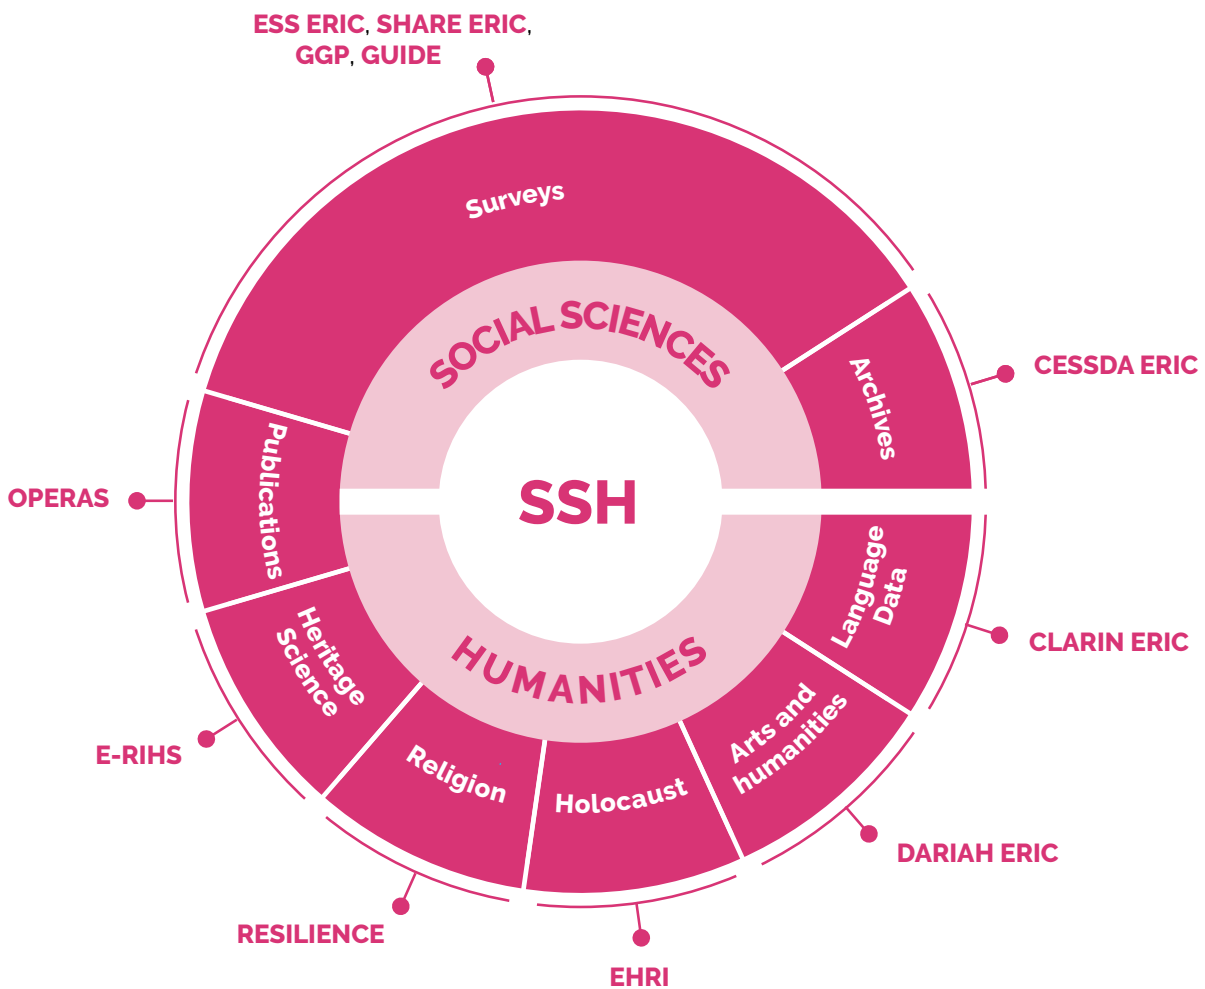 ESS ERIC, SHARE ERIC,
GGP, GUIDE
Surveys
SOCIAL SCIENCES
Archives
CESSDA ERIC
Publications
OPERAS
SSH
Language
Data
CLARIN ERIC
HUMANITIES
Heritage
Science
E-RIHS
Religion
RESILIENCE
Holocaust
EHRI
Arts and
humanities
DARIAH ERIC